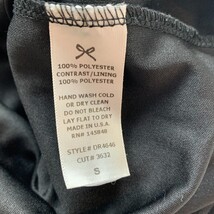 100% POLYESTER
CONTRAST/LINING
100% POLYESTER
HAND WASH COLD
OR DRY CLEAN
DO NOT BLEACH
LAY FLAT TO DRY
MADE IN U.S.A.
RN# 145848
STYLE# DR4646
CUT# 3632
S